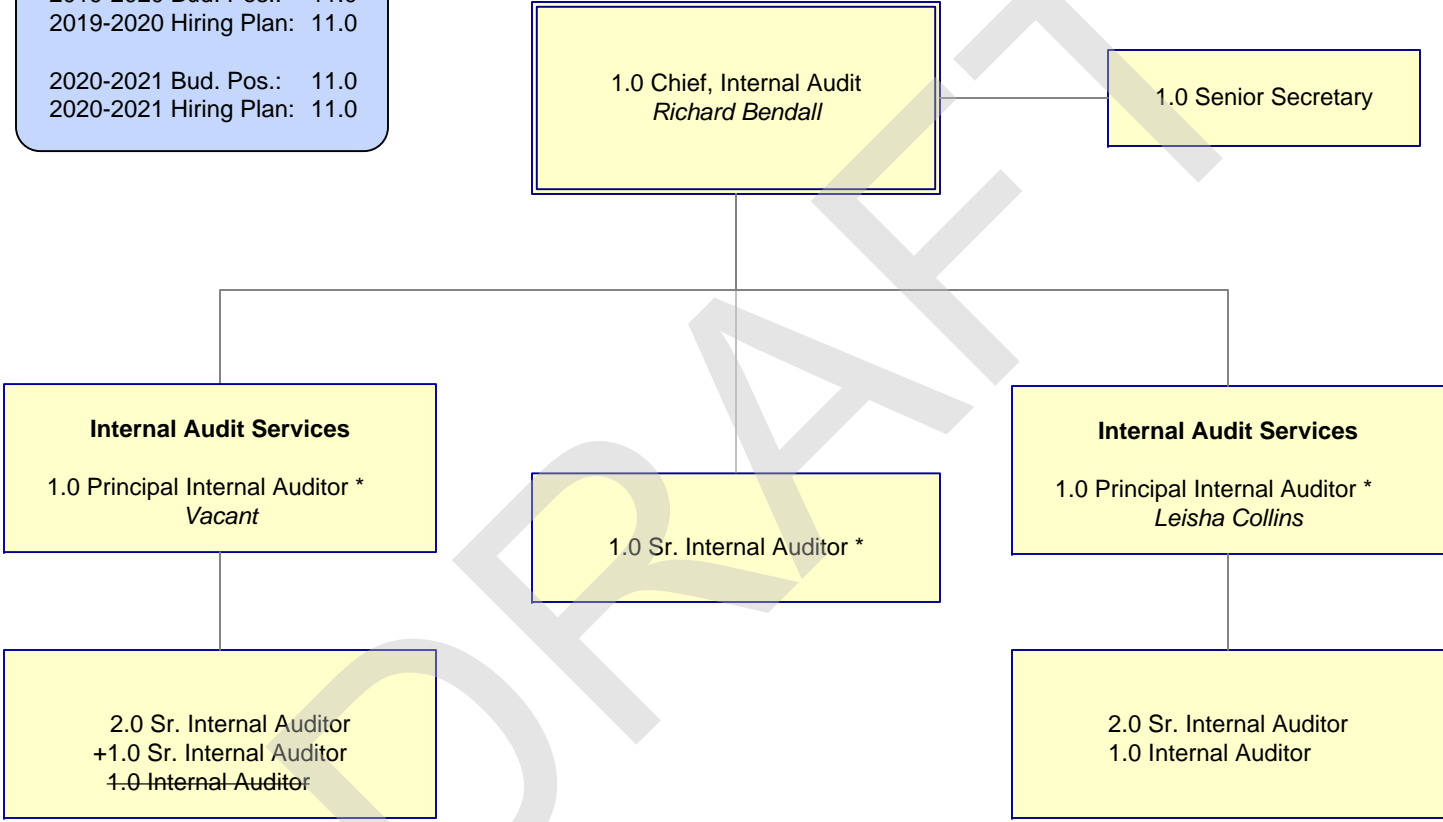 2019-2020 Hiring Plan: 11.0
2020-2021 Bud. Pos.: 11.0
2020-2021 Hiring Plan: 11.0
1.0 Chief, Internal Audit
Richard Bendall
1.0 Senior Secretary
Internal Audit Services
1.0 Principal Internal Auditor *
Vacant
1.0 Sr. Internal Auditor *
Internal Audit Services
1.0 Principal Internal Auditor *
Leisha Collins
2.0 Sr. Internal Auditor
+1.0 Sr. Internal Auditor
1.0 Internal Auditor
2.0 Sr. Internal Auditor
1.0 Internal Auditor
DRAFT